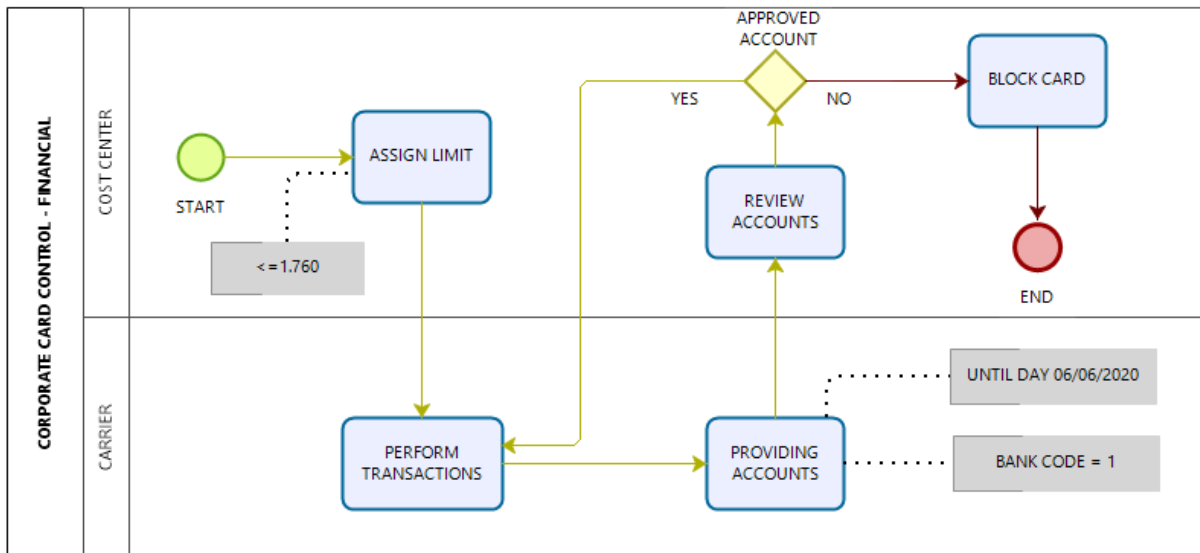 CORPORATE CARD CONTROL - FINANCIAL
COST CENTER
START
ASSIGN LIMIT
<=1.760
APPROVED
ACCOUNT
YES
NO
BLOCK CARD
REVIEW
ACCOUNTS
END
CARRIER
PERFORM
TRANSACTIONS
PROVIDING
ACCOUNTS
UNTIL DAY 06/06/2020
BANK CODE = 1